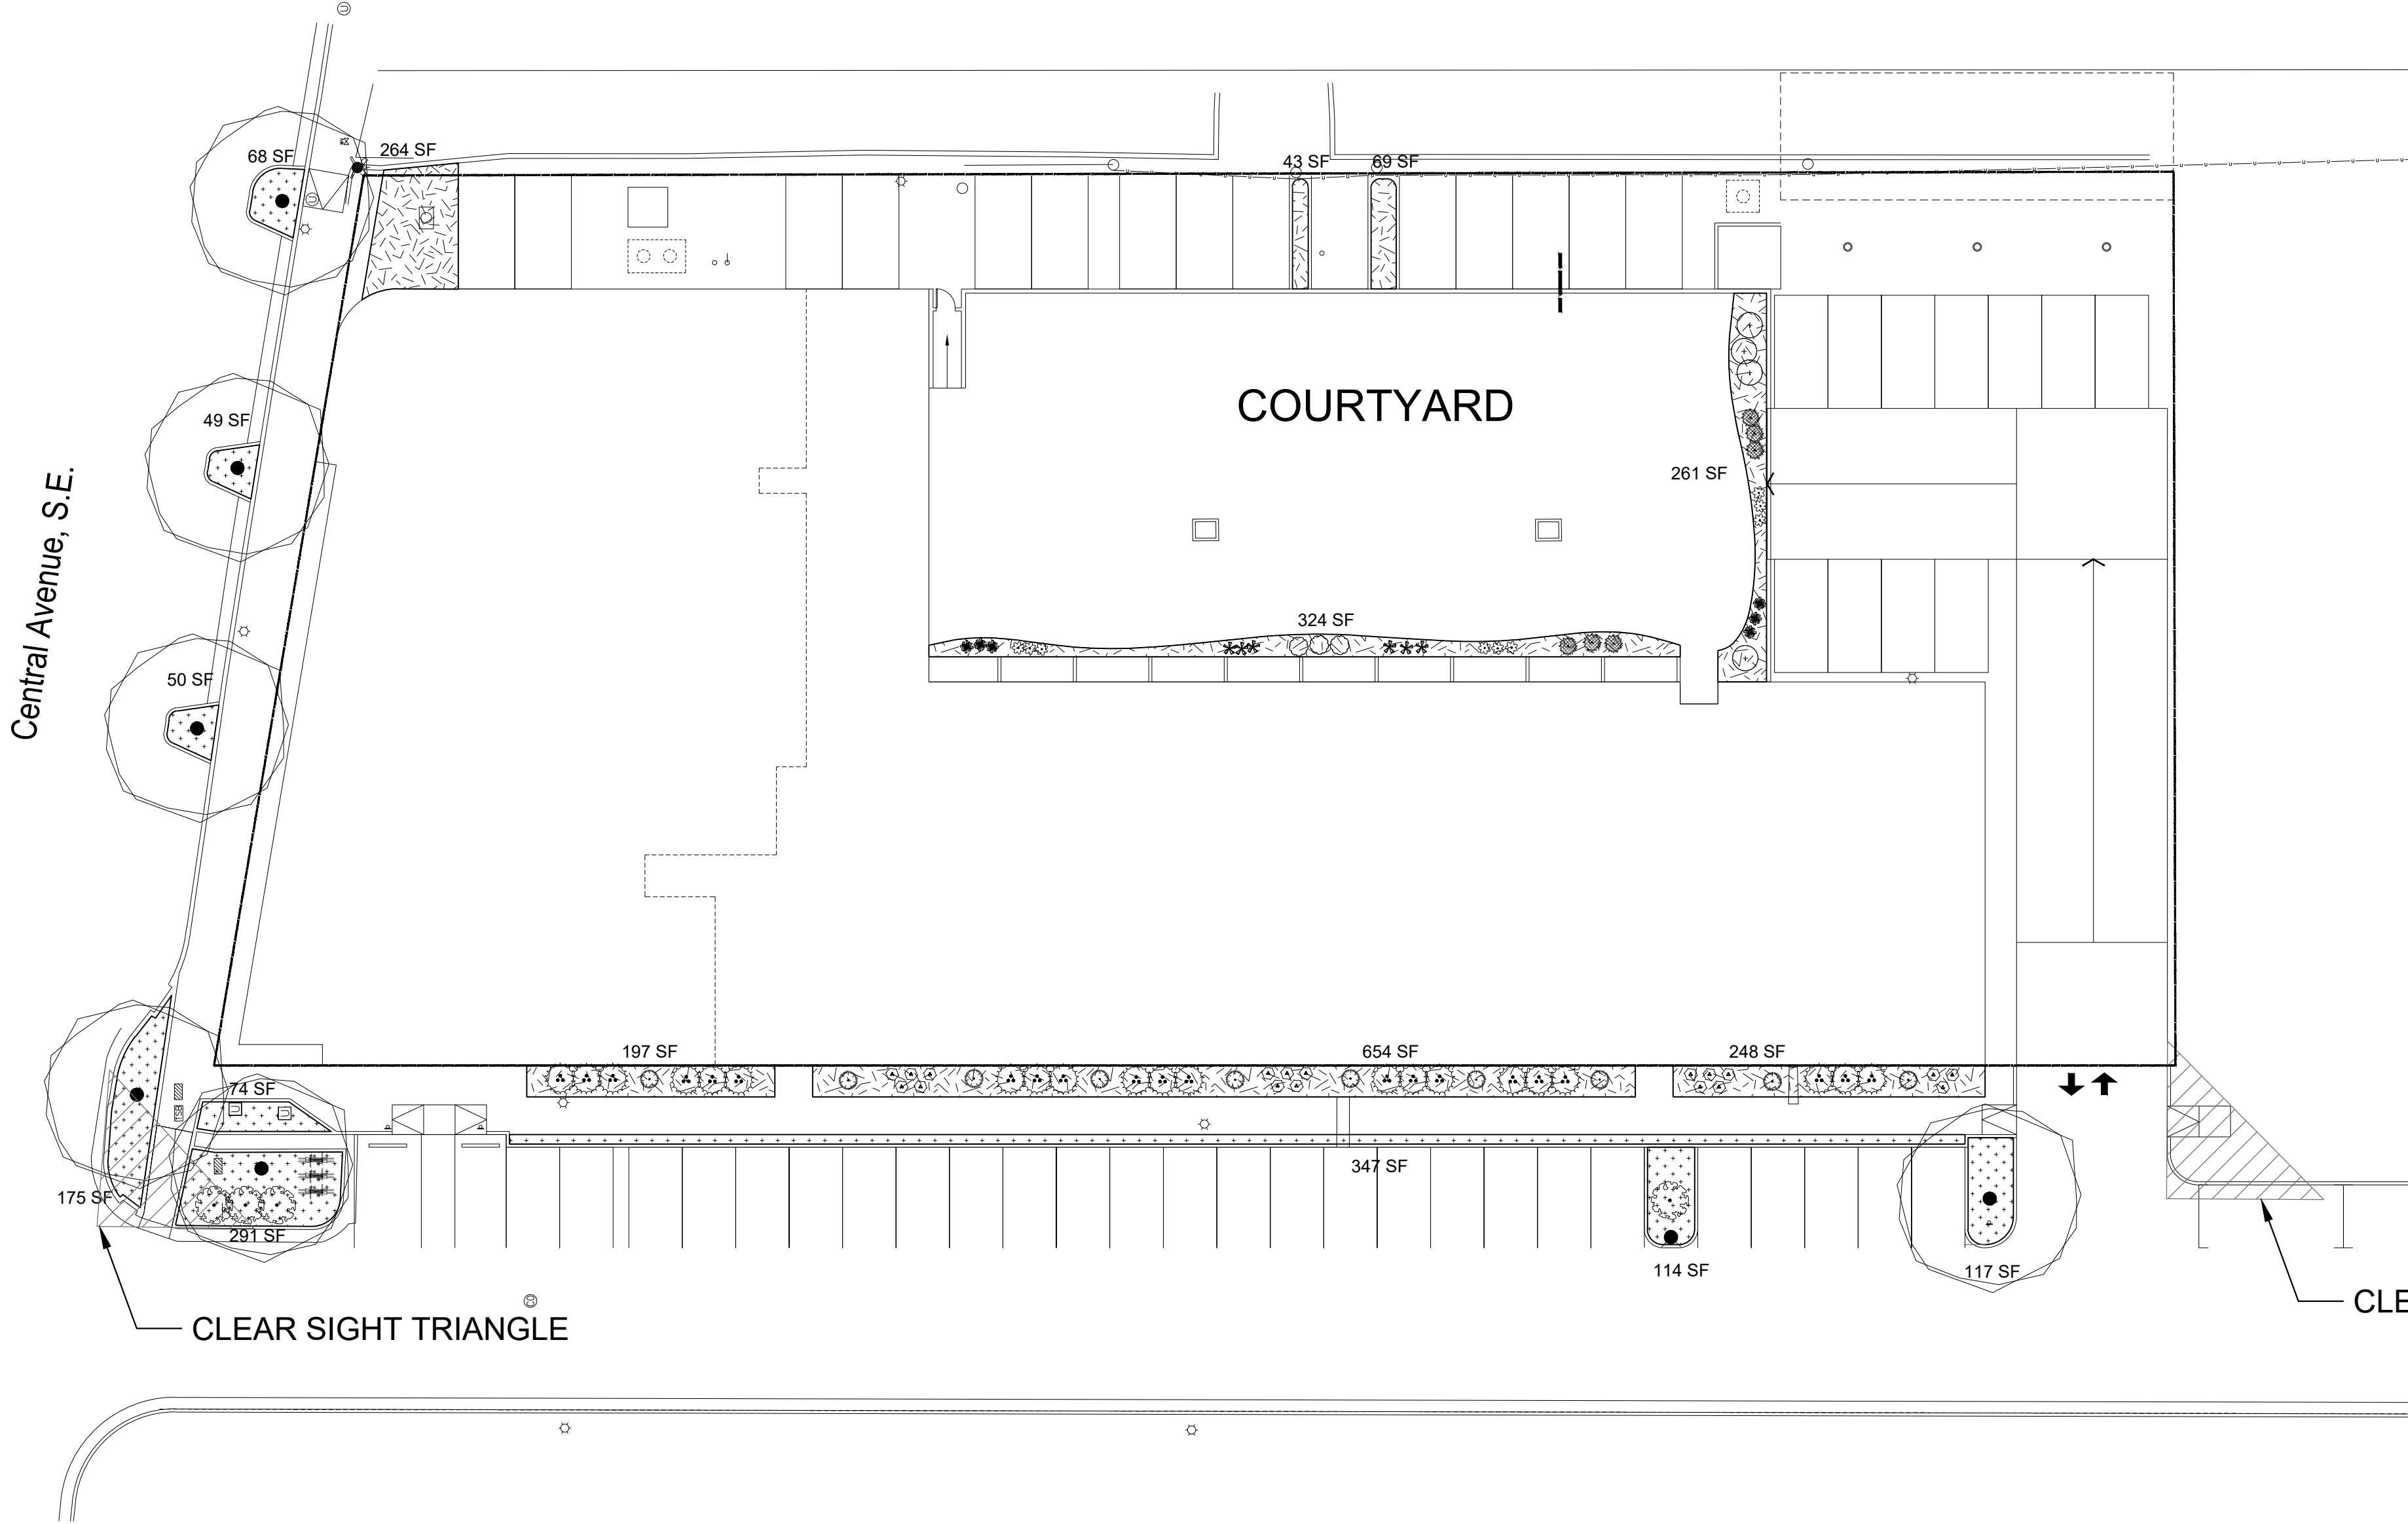 264 SF
68 SF
43 SF
69 SF
COURTYARD
49 SF
261 SF
Central Avenue, S.E.
324 SF
50 SF
197 SF
654 SF
248 SF
74 SF
TSB
347 SF
175 SF
291 SF
114 SF
117 SF
CLE
CLEAR SIGHT TRIANGLE